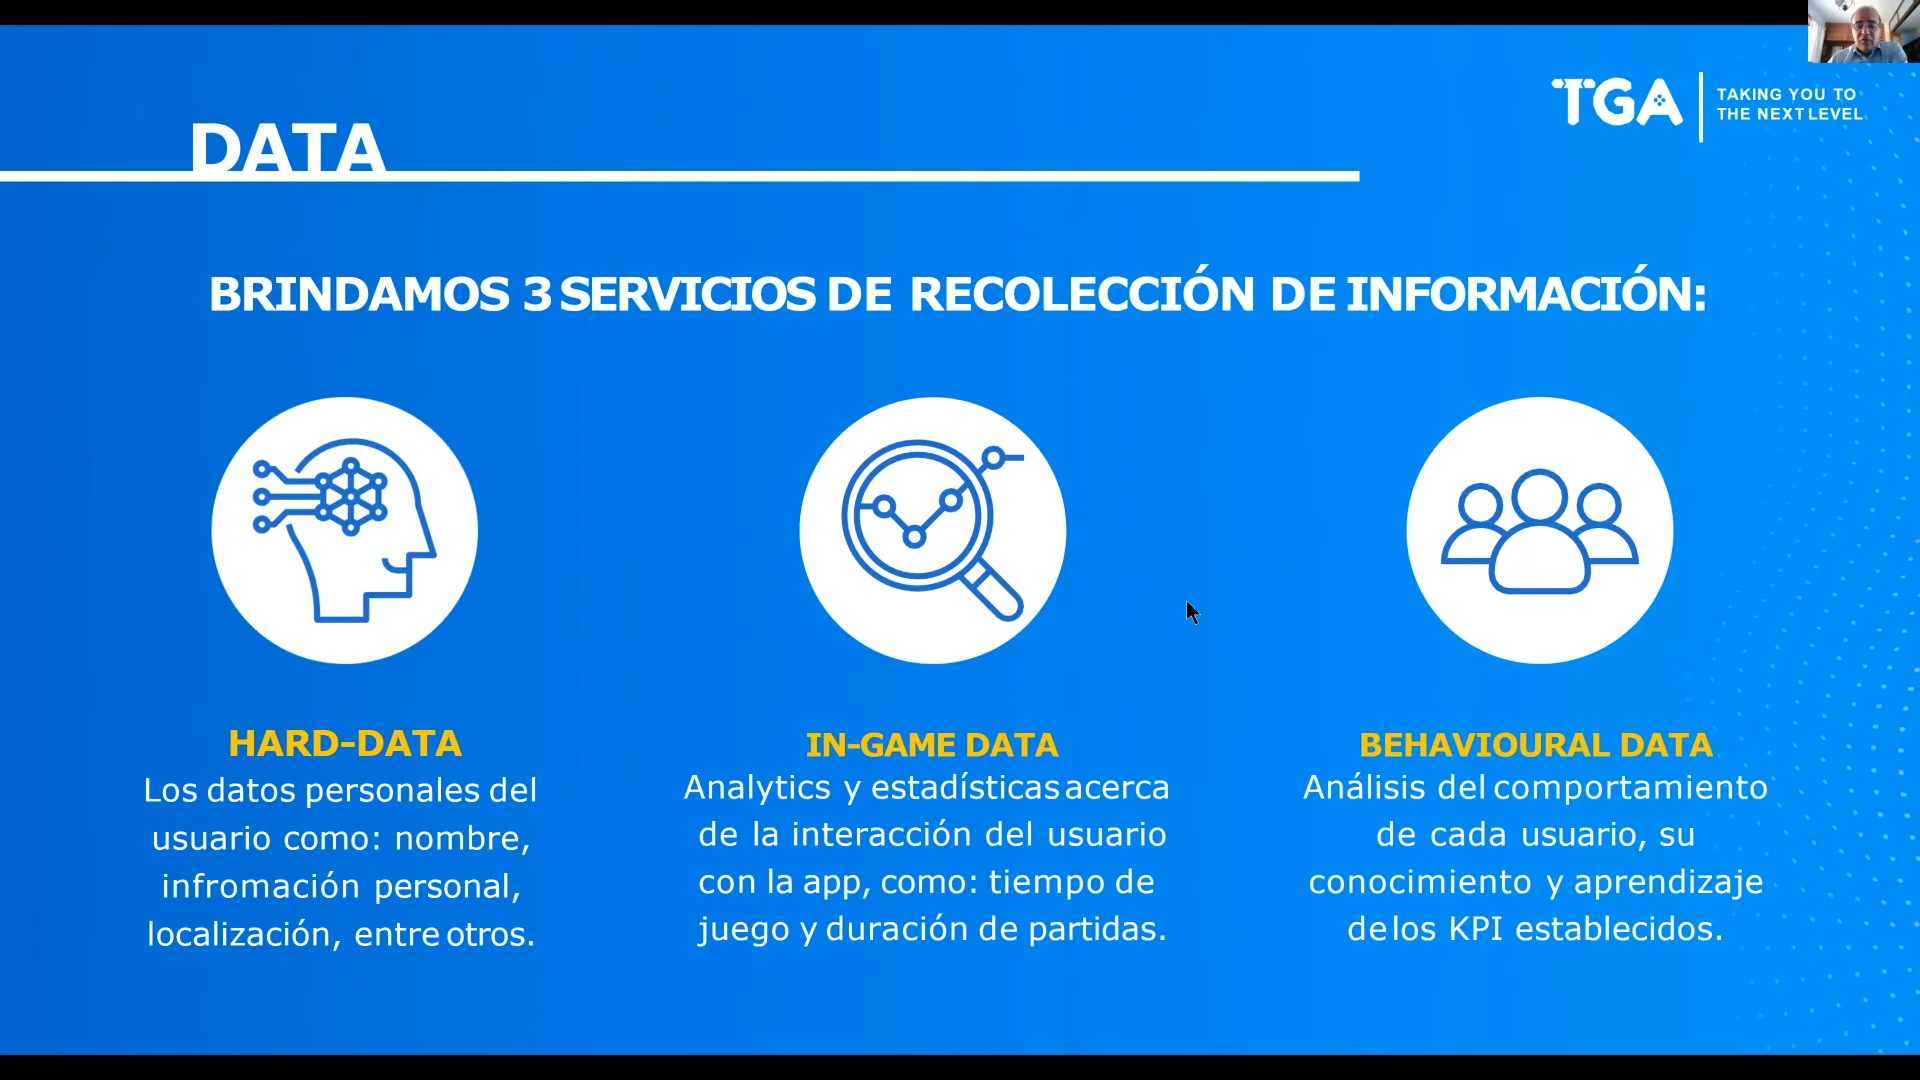 TGA
TAKING YOU TO
THE NEXT LEVEL
DATA
BRINDAMOS 3 SERVICIOS DE RECOLECCIÓN DE INFORMACIÓN:
HARD-DATA
Los datos personales del
usuario como: nombre,
infromación personal,
localización, entre otros.
IN-GAME DATA
Analytics y estadísticas acerca
de la interacción del usuario
con la app, como: tiempo de
juego y duración de partidas.
BEHAVIOURAL DATA
Análisis del comportamiento
de cada usuario, su
conocimiento y aprendizaje
de los KPI establecidos.